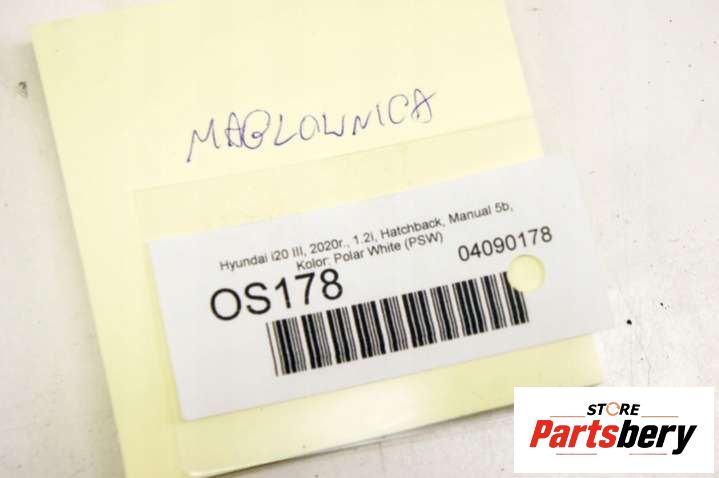 MAGLOWNICA
Hyundai i20 III, 2020r., 1.2i, Hatchback, Manual 5b,
Kolor: Polar White (PSW)
OS178
04090178
STORE
Partsbery